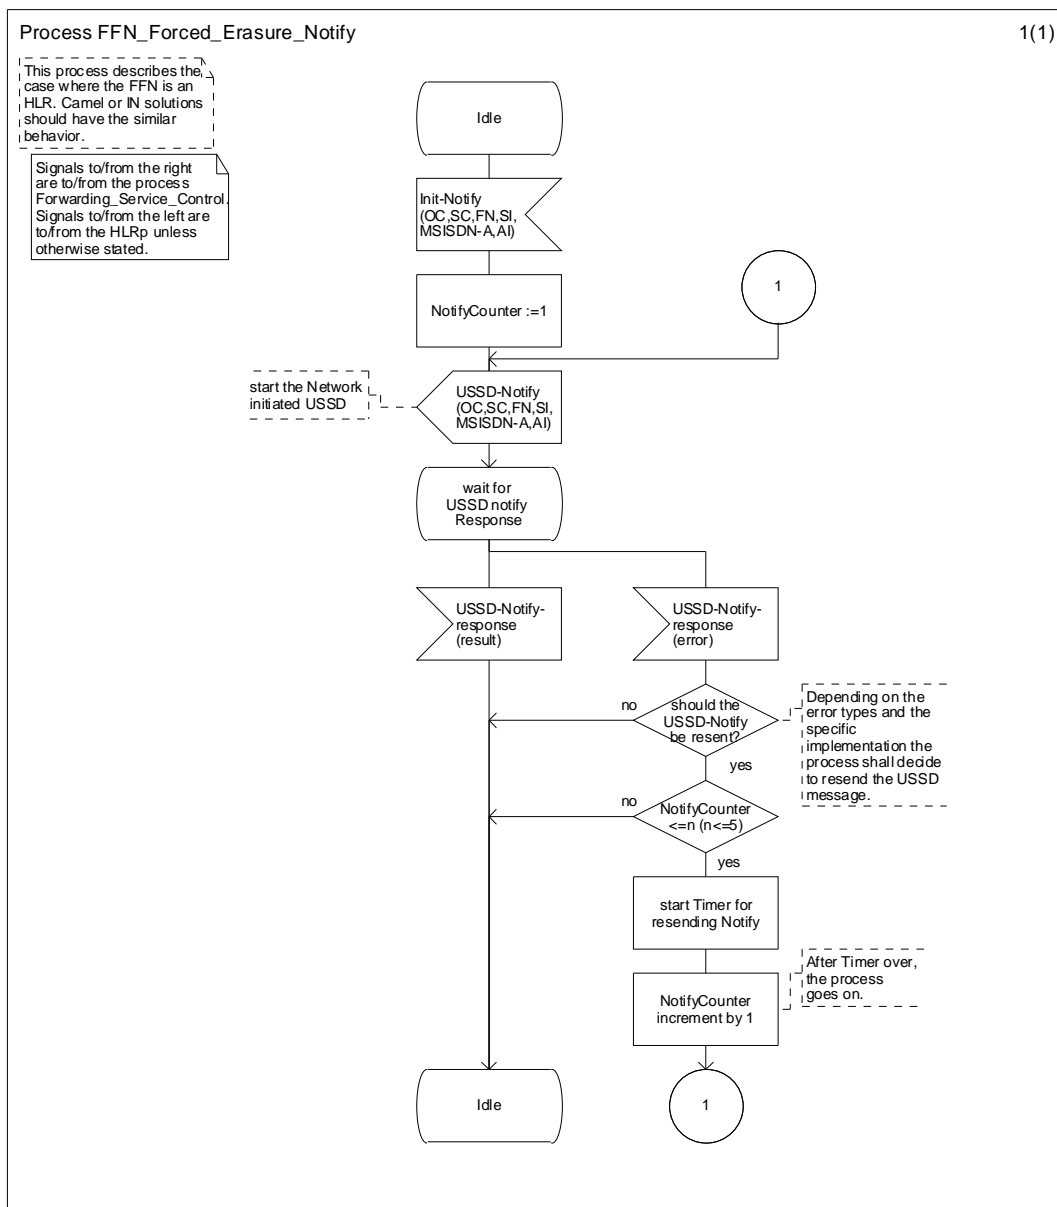 Process FFN_Forced_Erasure_Notify
1(1)
This process describes the
case where the FFN is an
HLR. Camel or IN solutions
should have the similar
behavior.
Signals to/from the right
are to/from the process
Forwarding_Service_Control.
Signals to/from the left are
to/from the HLRp unless
otherwise stated.
Idle
Init-Notify
(OC,SC,FN,SI,
MSISDN-A,AI)
NotifyCounter :=1
1
start the Network
initiated USSD
USSD-Notify
(OC,SC,FN,SI,
MSISDN-A,AI)
wait for
USSD notify
Response
USSD-Notify-
response
(result)
USSD-Notify-
response
(error)
no
should the
USSD-Notify
be resent?
Depending on the
error types and the
specific
implementation the
process shall decide
to resend the USSD
message.
yes
no
NotifyCounter
<=n (n<=5)
yes
start Timer for
resending Notify
After Timer over,
the process
goes on.
NotifyCounter
increment by 1
Idle
1